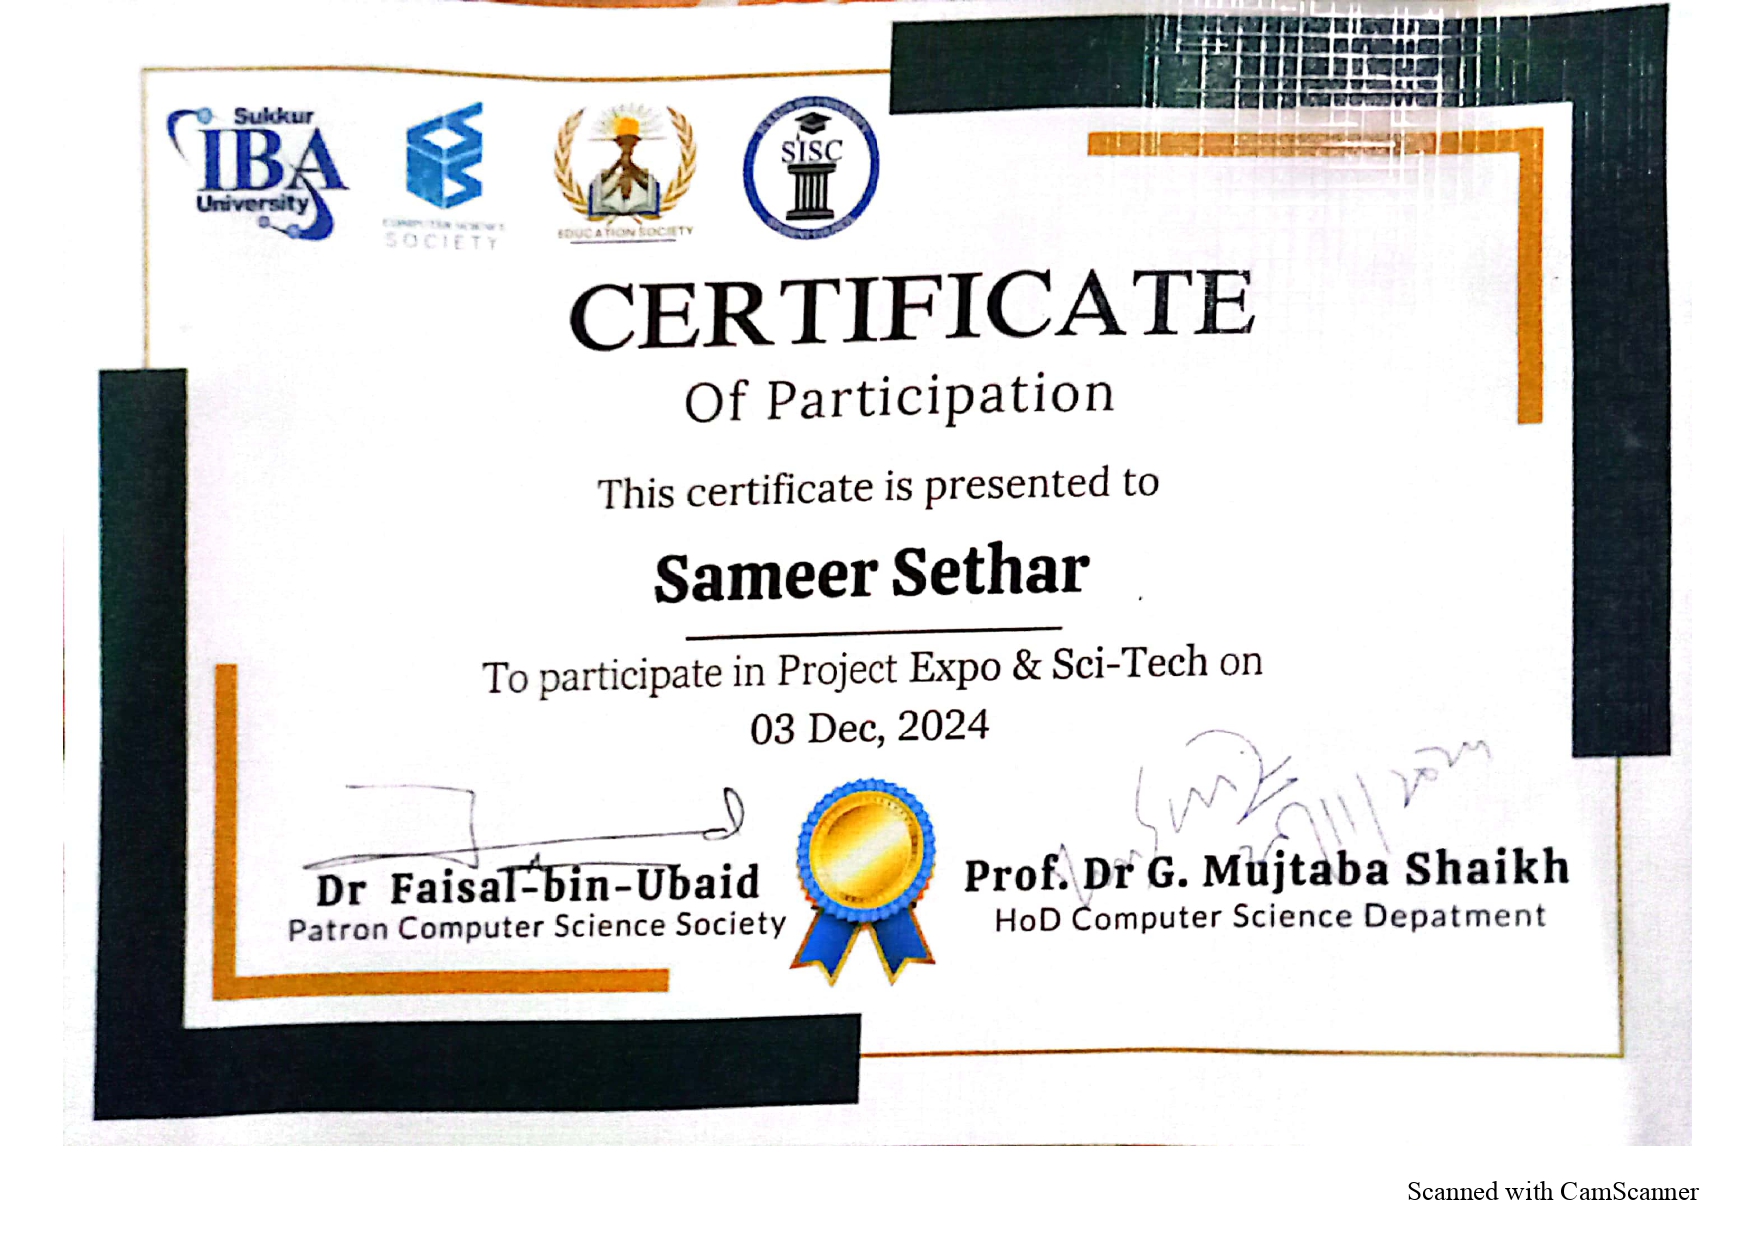 Sukkur
IBA
University
COMPUTER SCIENCE
SOCIETY
EDUCATION SOCIETY
SISC
CERTIFICATE
Of Participation
This certificate is presented to
Sameer Sethar
To participate in Project Expo & Sci-Tech on
03 Dec, 2024
Dr Faisal-bin-Ubaid
Patron Computer Science Society
Prof. Dr G. Mujtaba Shaikh
HoD Computer Science Depatment
Scanned with CamScanner